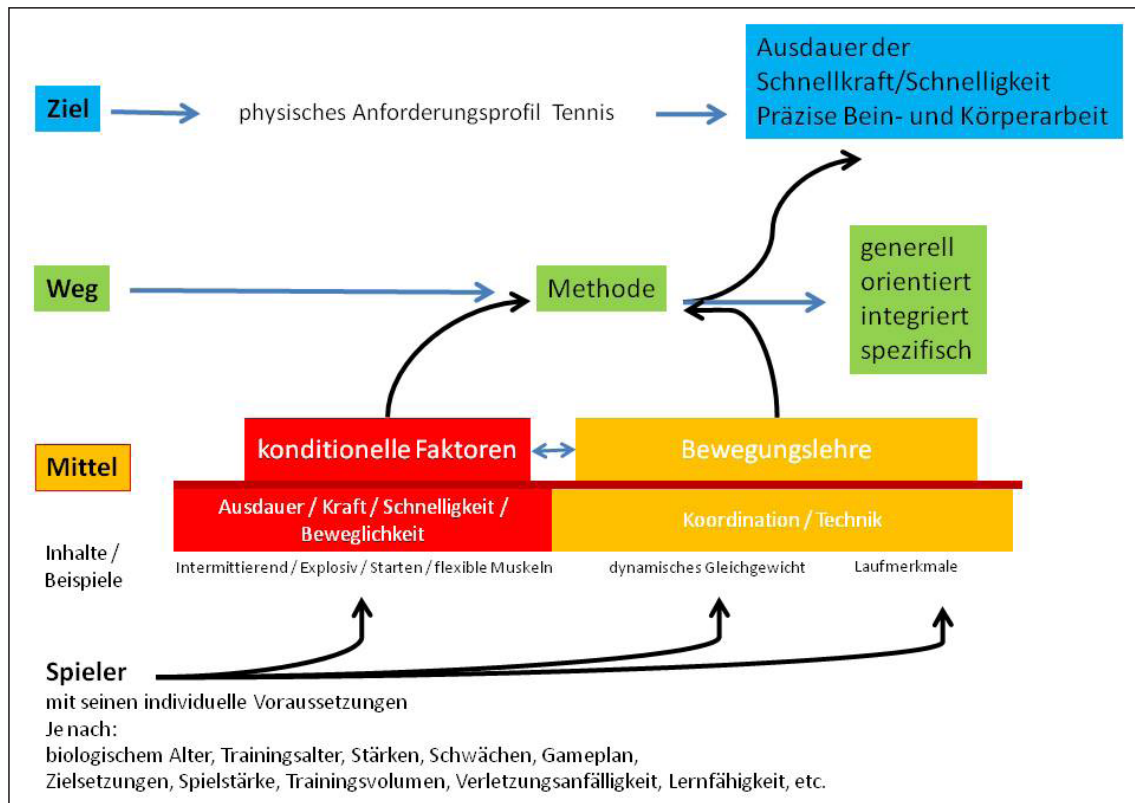 Ausdauer der
Schnellkraft/Schnelligkeit
Präzise Bein- und Körperarbeit
Ziel
physisches Anforderungsprofil Tennis
generell
orientiert
integriert
spezifisch
Weg
Methode
konditionelle Faktoren
Bewegungslehre
Mittel
Ausdauer / Kraft / Schnelligkeit /
Beweglichkeit
Koordination / Technik
Inhalte /
Beispiele
Intermittierend / Explosiv / Starten / flexible Muskeln
dynamisches Gleichgewicht
Laufmerkmale
Spieler
mit seinen individuelle Voraussetzungen
Je nach:
biologischem Alter, Trainingsalter, Stärken, Schwächen, Gameplan,
Zielsetzungen, Spielstärke, Trainingsvolumen, Verletzungsanfälligkeit, Lernfähigkeit, etc.